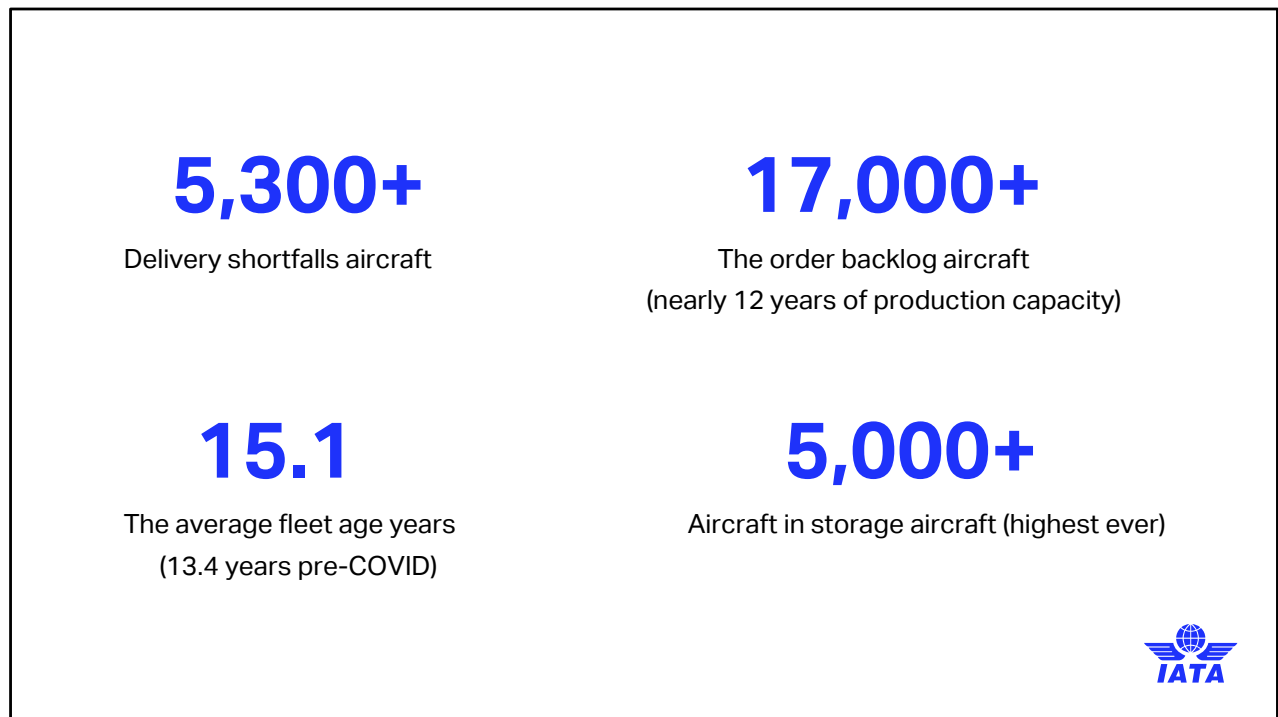 5,300+
Delivery shortfalls aircraft
17,000+
The order backlog aircraft
(nearly 12 years of production capacity)
15.1
The average fleet age years
(13.4 years pre-COVID)
5,000+
Aircraft in storage aircraft (highest ever)
IATA